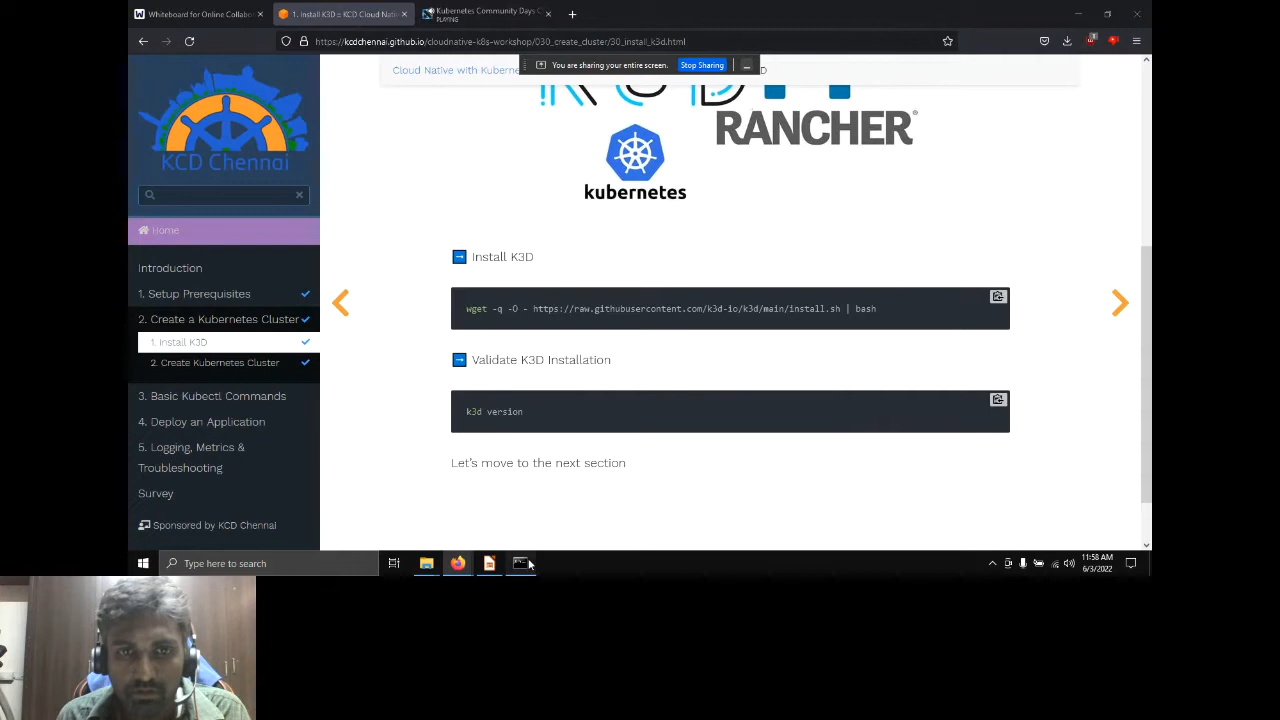 Whiteboard for Online Collabo
1. Install K3D :: KCD Cloud Nativ
Kubernetes Community Days C
PLAYING
https://kcdchennai.github.io/cloudnative-k8s-workshop/030_create_cluster/30_install_k3d.html
You are sharing your entire screen.
Stop Sharing
Cloud Native with Kuberne
D
KCD
RANCHER®
kubernetes
KCD Chennai
Home
Introduction
1. Setup Prerequisites
2. Create a Kubernetes Cluster
1. Install K3D
2. Create Kubernetes Cluster
3. Basic Kubectl Commands
4. Deploy an Application
5. Logging, Metrics &
Troubleshooting
Survey
Sponsored by KCD Chennai
Install K3D
wget -q -O - https://raw.githubusercontent.com/k3d-io/k3d/main/install.sh | bash
Validate K3D Installation
k3d version
Let's move to the next section
Type here to search
11:58 AM
6/3/2022